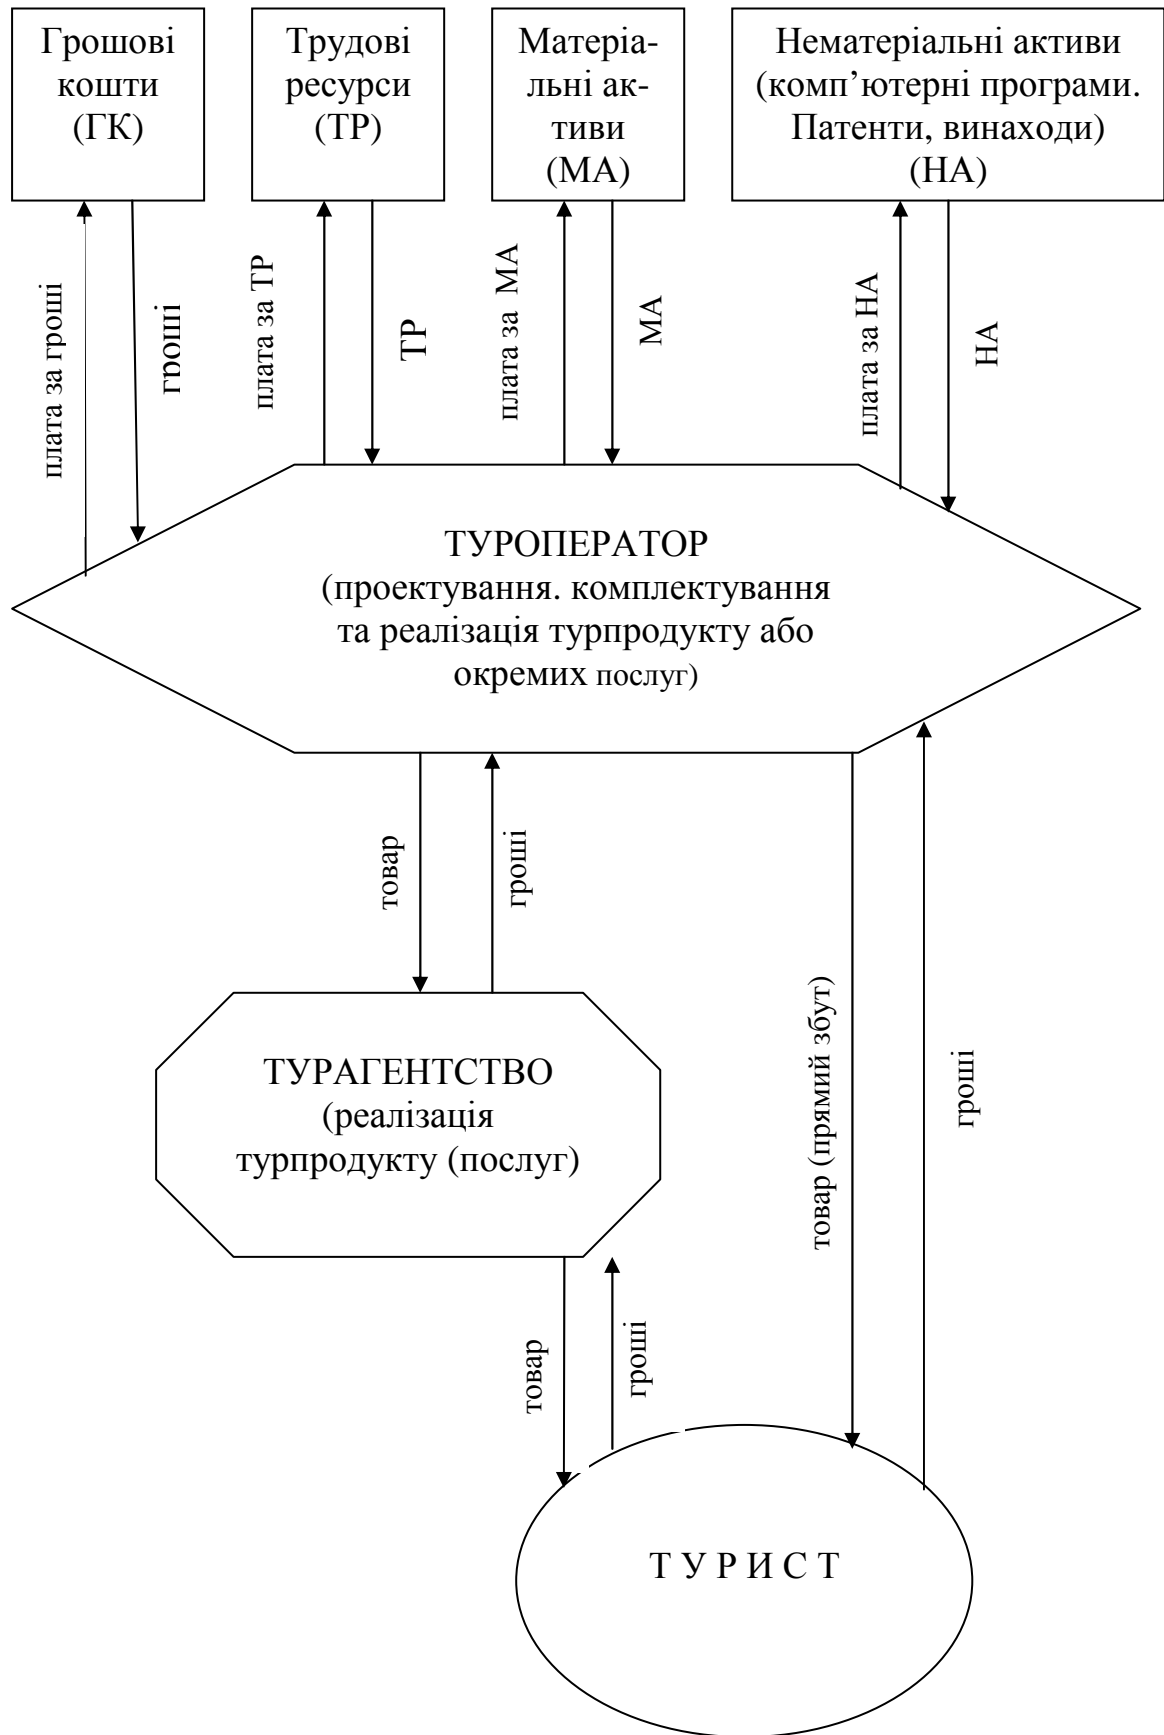 Грошові
кошти
(ГК)
Трудові
ресурси
(ТР)
Матеріа-
льні ак-
тиви
(МА)
Нематеріальні активи
(комп’ютерні програми.
Патенти, винаходи)
(НА)
плата за гроші
гроші
плата за ТР
ТР
плата за МА
МА
плата за НА
НА
ТУРОПЕРАТОР
(проектування. комплектування
та реалізація турпродукту або
окремих послуг)
товар
гроші
товар (прямий збут)
гроші
ТУРАГЕНТСТВО
(реалізація
турпродукту (послуг)
товар
гроші
Т У Р И С Т